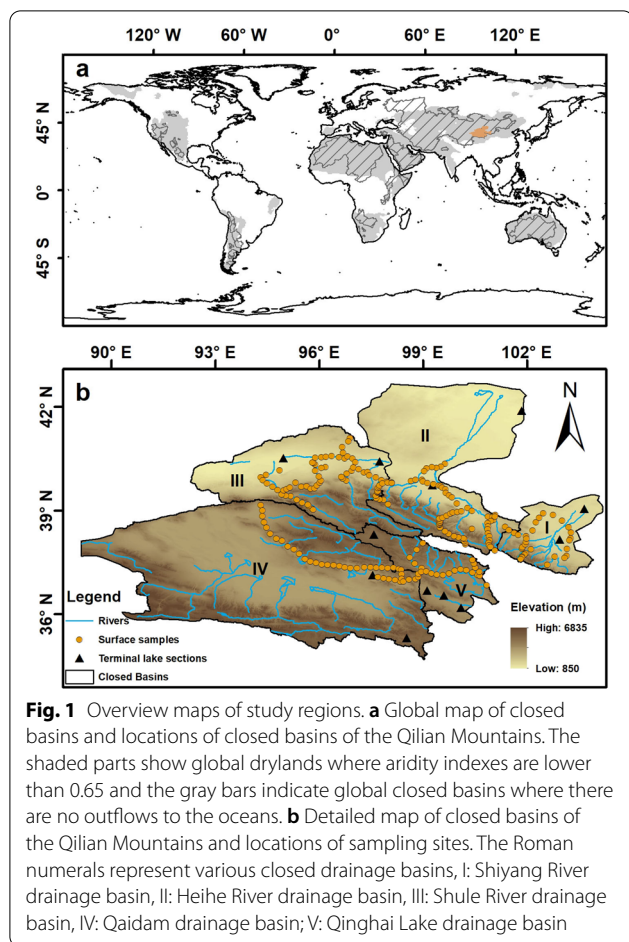 120° W 60° W 0° 60° E 120° E
a
45° N
0°
45° S
90° E 93° E 96° E 99° E 102° E
b
N
42° N
II
III
39° N
I
IV
V
36° N
Legend
Rivers
Surface samples
Terminal lake sections
Closed Basins
Elevation (m)
High: 6835
Low: 850
Fig. 1 Overview maps of study regions. a Global map of closed
basins and locations of closed basins of the Qilian Mountains. The
shaded parts show global drylands where aridity indexes are lower
than 0.65 and the gray bars indicate global closed basins where there
are no outflows to the oceans. b Detailed map of closed basins of
the Qilian Mountains and locations of sampling sites. The Roman
numerals represent various closed drainage basins, I: Shiyang River
drainage basin, II: Heihe River drainage basin, III: Shule River drainage
basin, IV: Qaidam drainage basin; V: Qinghai Lake drainage basin